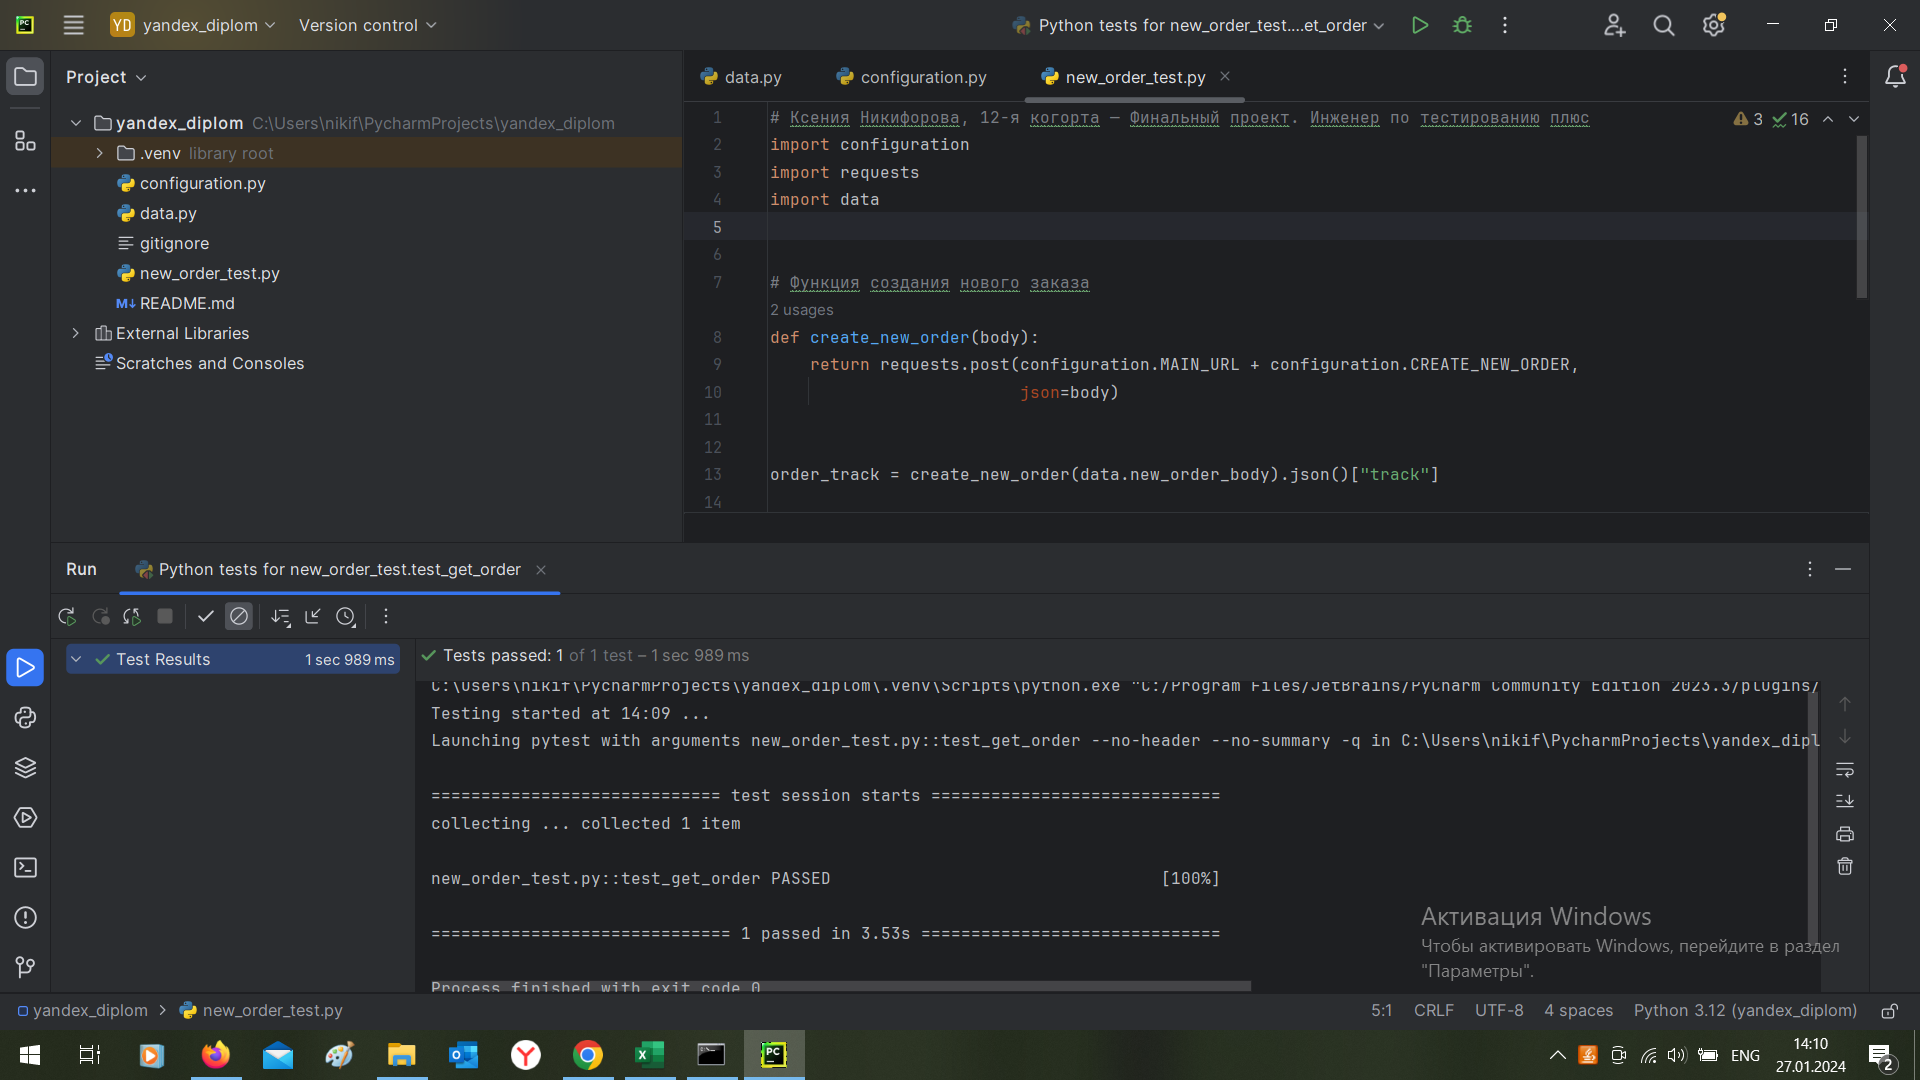 YD yandex_diplom Version control
Python tests for new_order_test....et_order
Project
yandex_diplom C:\Users\nikif\PycharmProjects\yandex_diplom
.venv library root
configuration.py
data.py
gitignore
new_order_test.py
M↓ README.md
External Libraries
Scratches and Consoles
data.py configuration.py new_order_test.py
1 # Ксения Никифорова, 12-я когорта — Финальный проект. Инженер по тестированию плюс
3 16
2 import configuration
3 import requests
4 import data
5
6
7 # Функция создания нового заказа
2 usages
8 def create_new_order(body):
9 return requests.post(configuration.MAIN_URL + configuration.CREATE_NEW_ORDER,
10 json=body)
11
12
13 order_track = create_new_order(data.new_order_body).json()["track"]
14
Run Python tests for new_order_test.test_get_order
Test Results 1 sec 989 ms
Tests passed: 1 of 1 test – 1 sec 989 ms
C:\Users\nikif\PycharmProjects\yandex_diplom\.venv\Scripts\python.exe "C:/Program Files/JetBrains/PyCharm Community Edition 2023.3/plugins/
Testing started at 14:09 ...
Launching pytest with arguments new_order_test.py::test_get_order --no-header --no-summary -q in C:\Users\nikif\PycharmProjects\yandex_dipl
============================= test session starts =============================
collecting ... collected 1 item
new_order_test.py::test_get_order PASSED [100%]
============================== 1 passed in 3.53s ==============================
Process finished with exit code 0
Активация Windows
Чтобы активировать Windows, перейдите в раздел
"Параметры".
yandex_diplom > new_order_test.py
5:1 CRLF UTF-8 4 spaces Python 3.12 (yandex_diplom)
ENG
14:10
27.01.2024
2